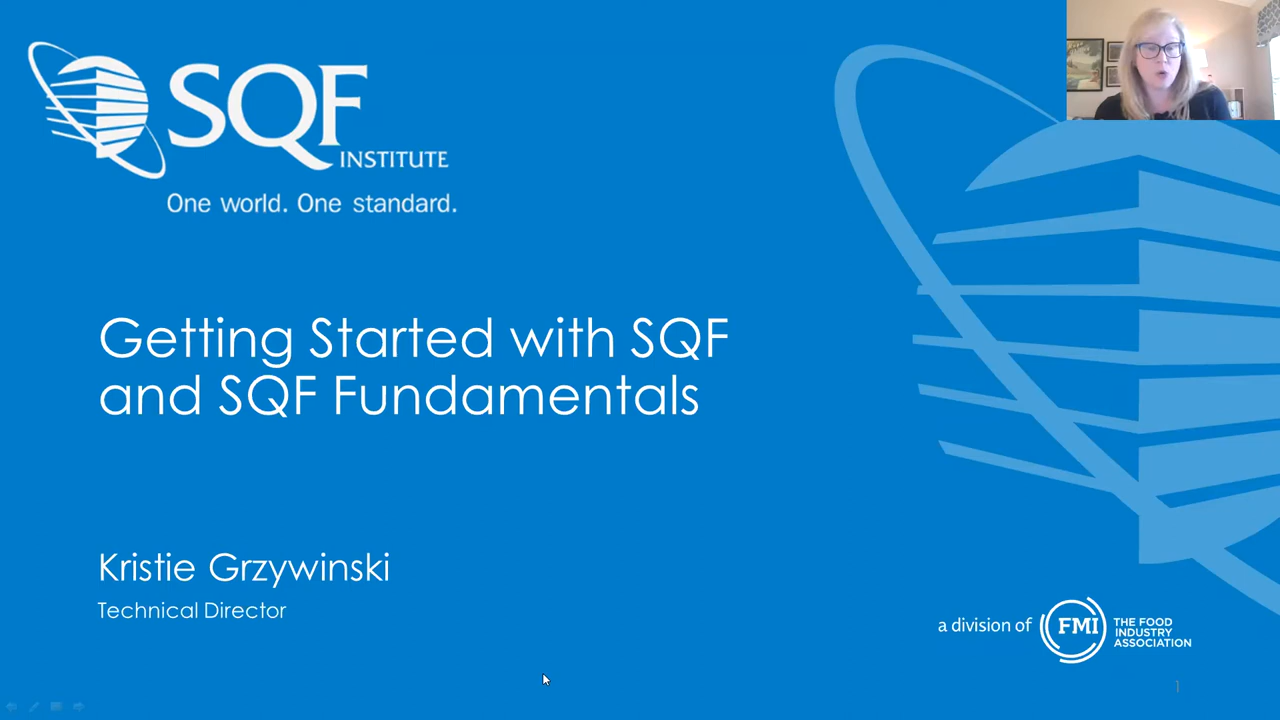 SQF
INSTITUTE
One world. One standard.
Getting Started with SQF
and SQF Fundamentals
Kristie Grzywinski
Technical Director
a division of
FMI
THE FOOD
INDUSTRY
ASSOCIATION
1